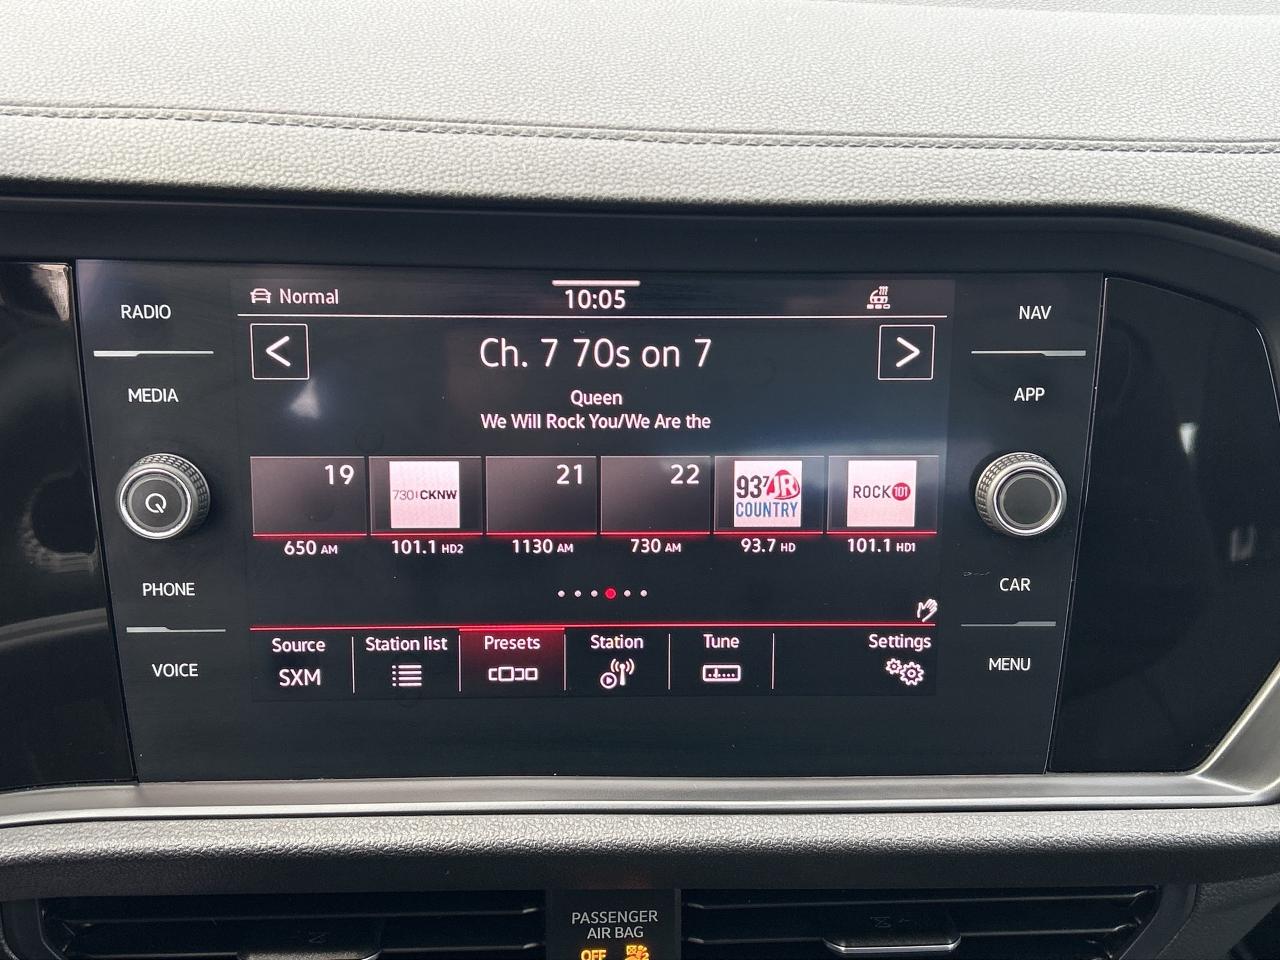 RADIO
MEDIA
PHONE
VOICE
Normal
10:05
Ch. 7 70s on 7
Queen
We Will Rock You/We Are the
19
730 CKNW
21
22
93.7 JR
COUNTRY
ROCK 101
650 AM
101.1 HD2
1130 AM
730 AM
93.7 HD
101.1 HD1
Source
SXM
Station list
Presets
Station
Tune
Settings
NAV
APP
CAR
MENU
PASSENGER
AIR BAG
OFF